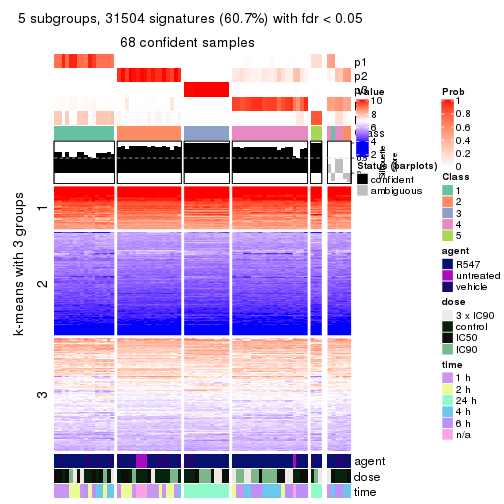 5 subgroups, 31504 signatures (60.7%) with fdr < 0.05
68 confident samples
p1
p2
Value
10
8
6
4
2
Prob
1
0.8
0.6
0.4
0.2
0
Status (barplots)
confident
ambiguous
Class
1
2
3
4
5
agent
R547
untreated
vehicle
dose
3 x IC90
control
IC50
IC90
time
1 h
2 h
24 h
4 h
6 h
n/a
k-means with 3 groups
1
2
3
agent
dose
time